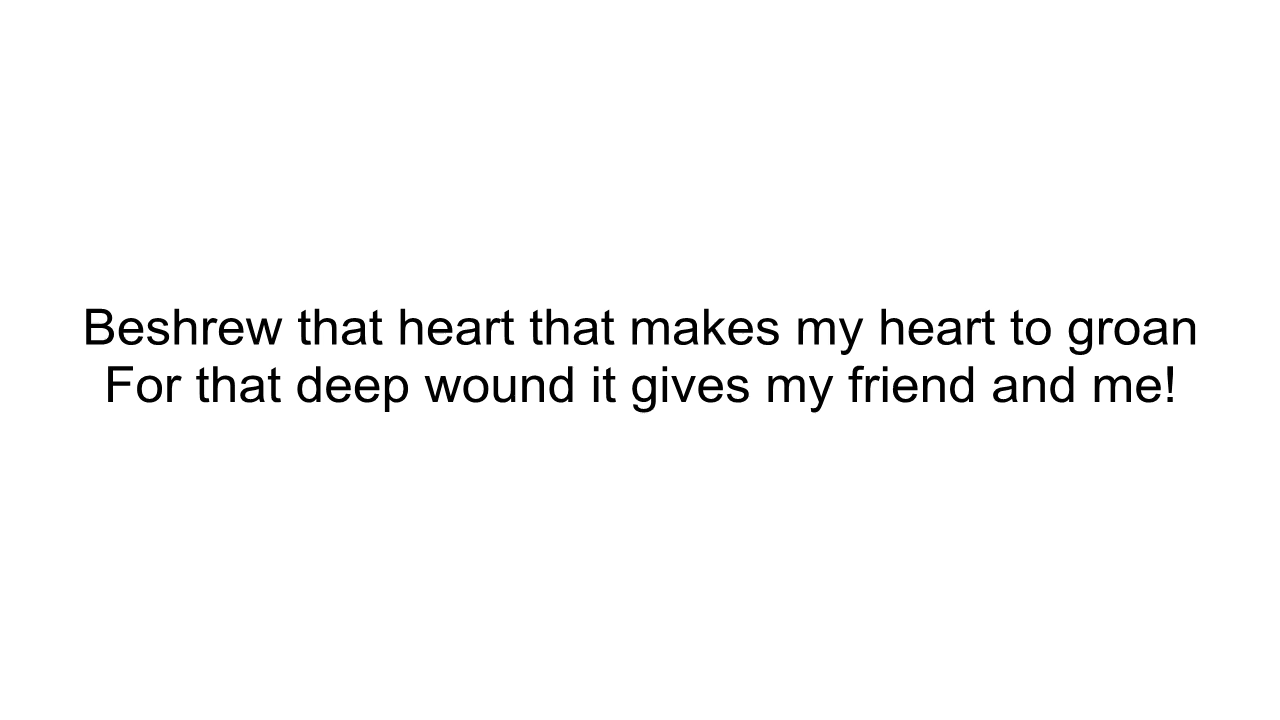 Beshrew that heart that makes my heart to groan
For that deep wound it gives my friend and me!